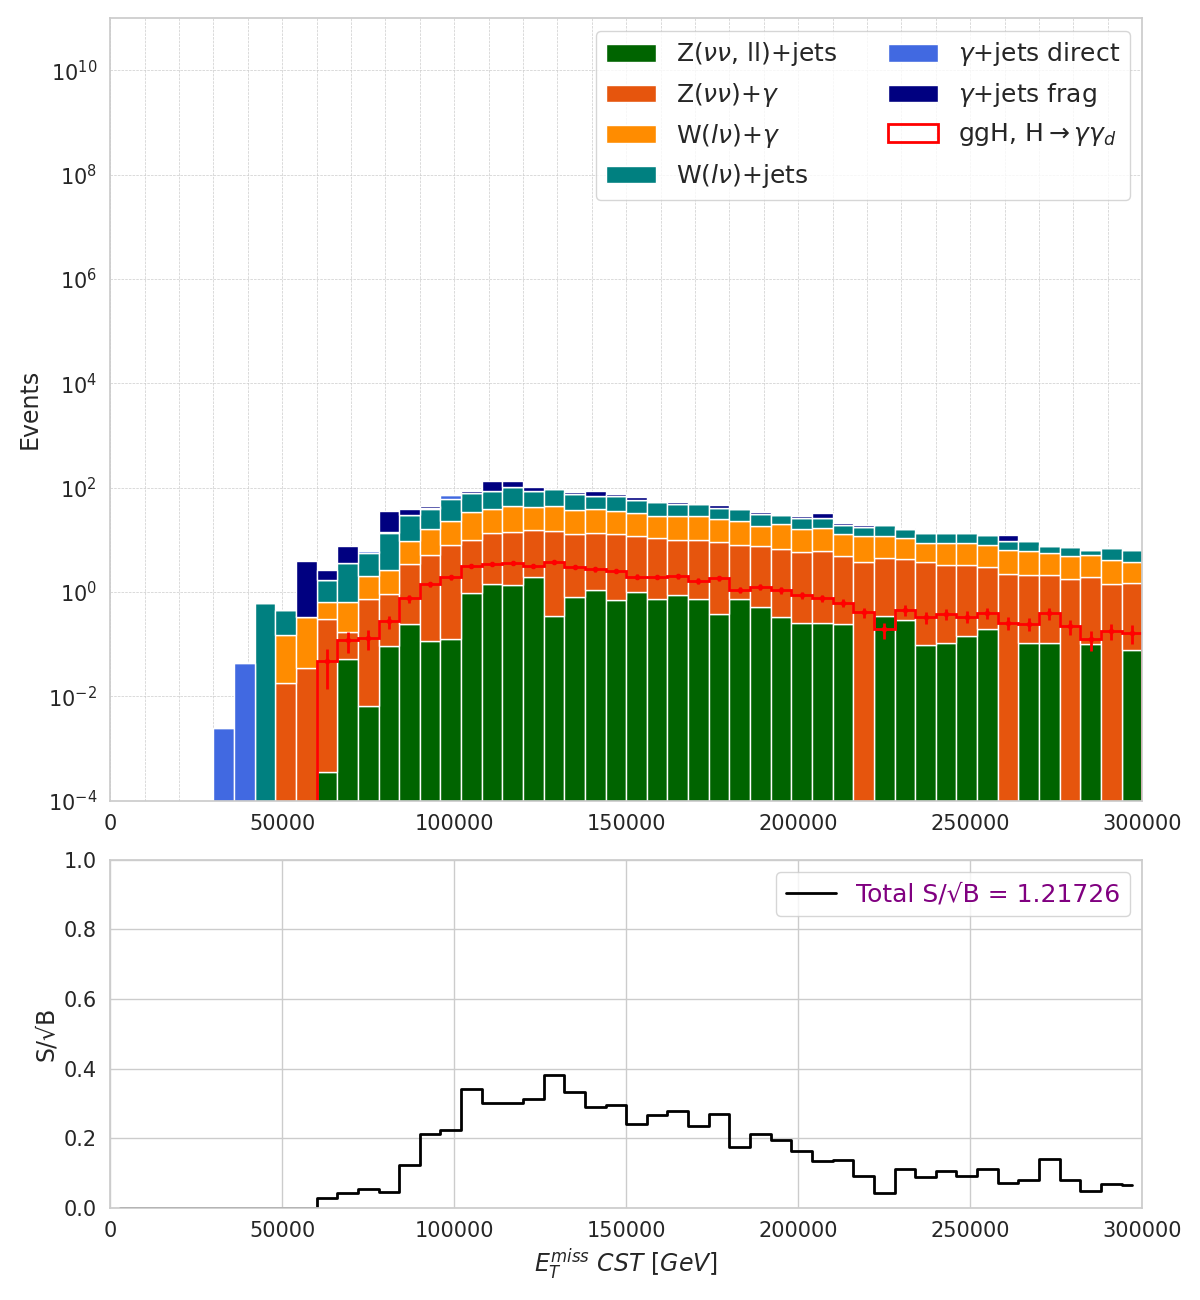 Z(νν, ll)+jets
Z(νν)+γ
W(lν)+γ
W(lν)+jets
γ+jets direct
γ+jets frag
ggH, H→γγ_d
Events
10^10
10^8
10^6
10^4
10^2
10^0
10^−2
10^−4
0 50000 100000 150000 200000 250000 300000
Total S/√B = 1.21726
S/√B
1.0
0.8
0.6
0.4
0.2
0.0
0 50000 100000 150000 200000 250000 300000
E_T^miss CST [GeV]